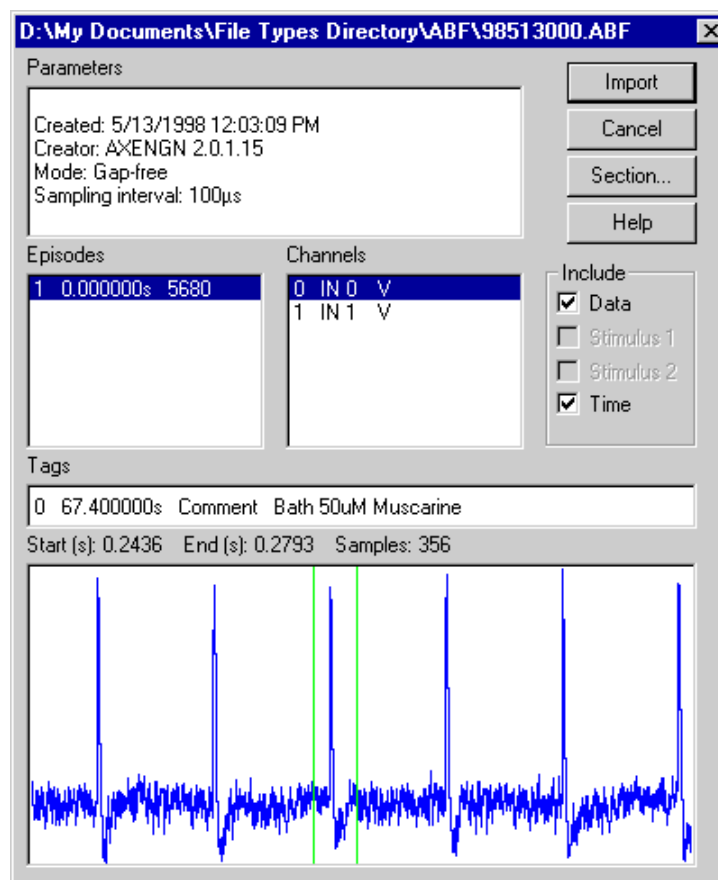 D:\My Documents\File Types Directory\ABF\98513000.ABF
Parameters
Created: 5/13/1998 12:03:09 PM
Creator: AXENGN 2.0.1.15
Mode: Gap-free
Sampling interval: 100µs
Import
Cancel
Section...
Help
Episodes
1 0.000000s 5680
Channels
0 IN 0 V
1 IN 1 V
Include
Data
Stimulus 1
Stimulus 2
Time
Tags
0 67.400000s Comment Bath 50uM Muscarine
Start (s): 0.2436 End (s): 0.2793 Samples: 356